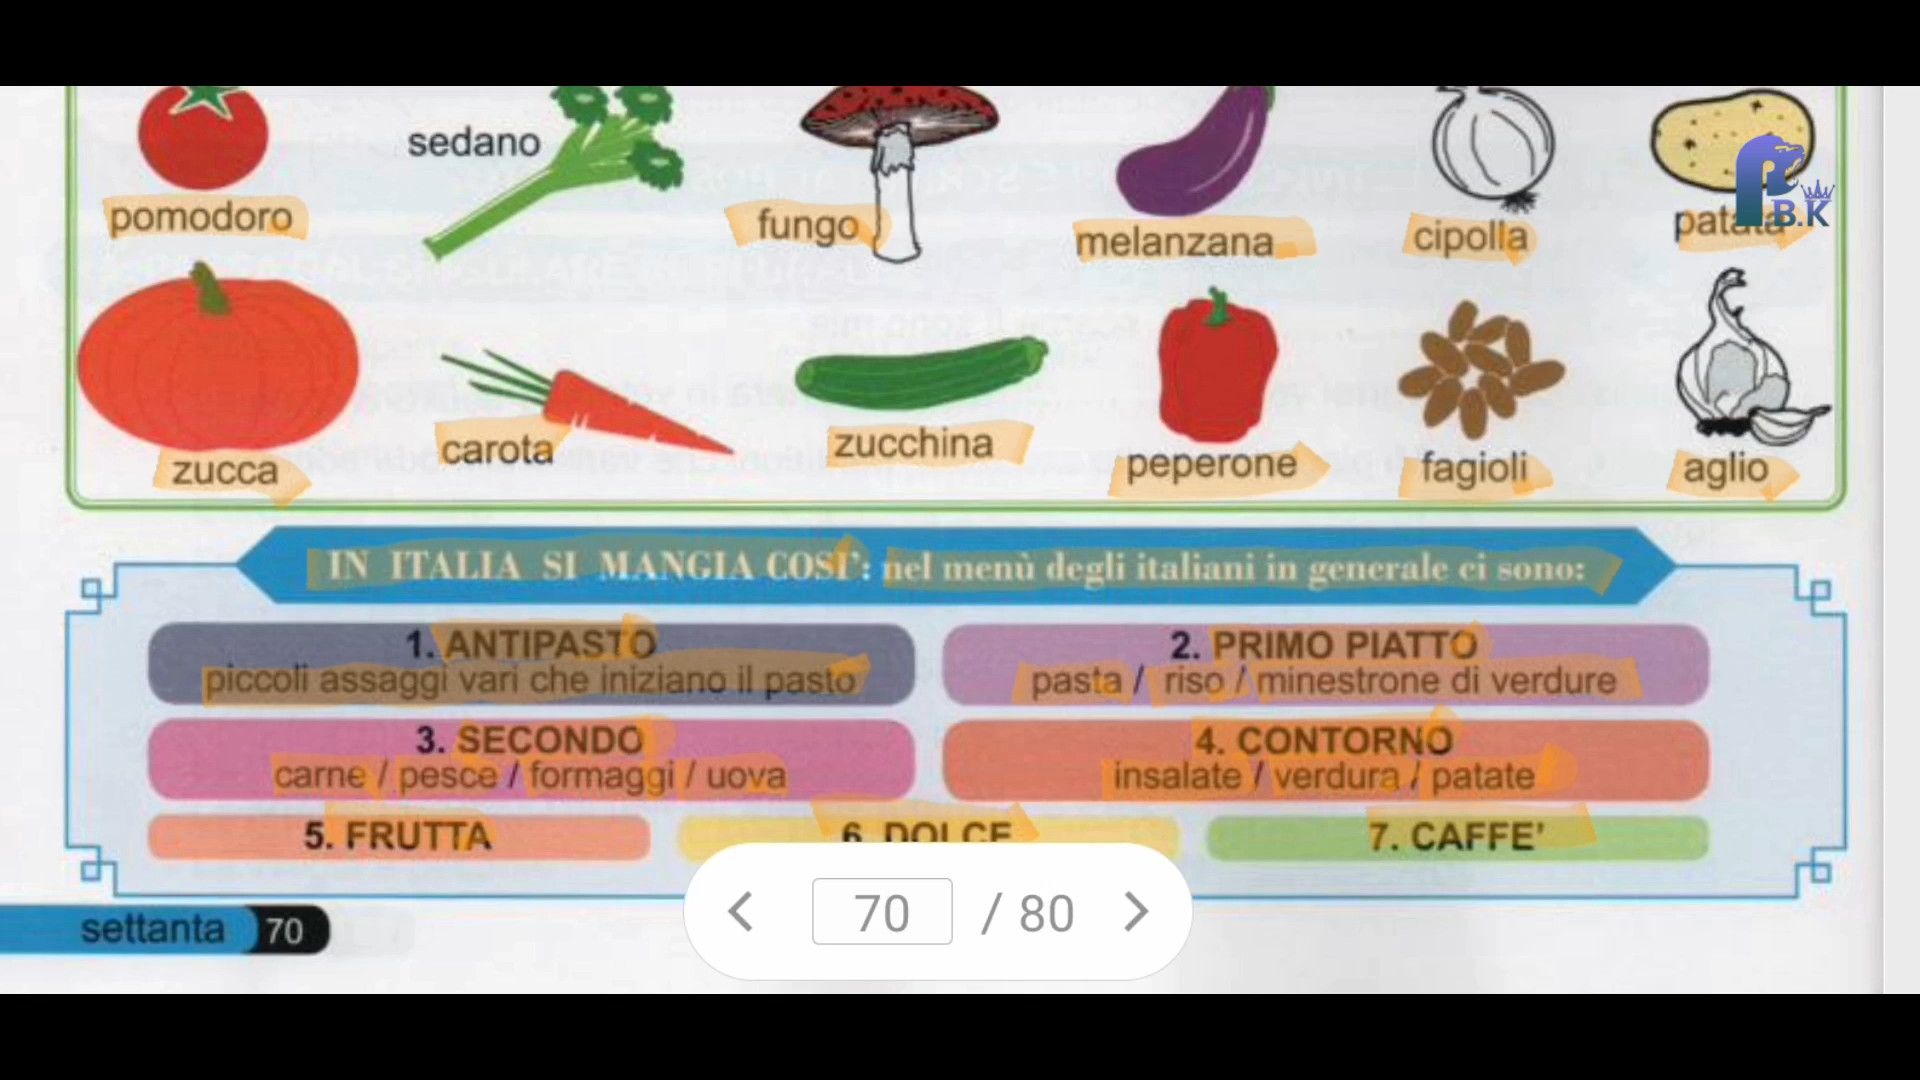 sedano
pomodoro
fungo
melanzana
cipolla
patata
zucca
carota
zucchina
peperone
fagioli
aglio
IN ITALIA SI MANGIA COSI': nel menù degli italiani in generale ci sono:
1. ANTIPASTO
piccoli assaggi vari che iniziano il pasto
2. PRIMO PIATTO
pasta / riso / minestrone di verdure
3. SECONDO
carne / pesce / formaggi / uova
4. CONTORNO
insalate / verdura / patate
5. FRUTTA
6. DOLCE
7. CAFFE'
settanta 70
70 / 80
B.K